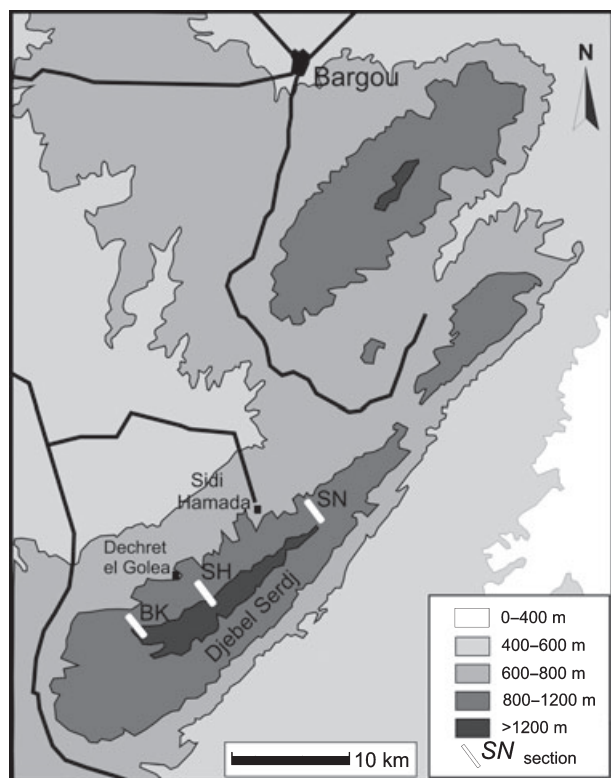 Bargou
N
Sidi
Hamada
SN
Dechret
el Golea
SH
BK
Djebel Serdj
0–400 m
400–600 m
600–800 m
800–1200 m
>1200 m
SN section
10 km